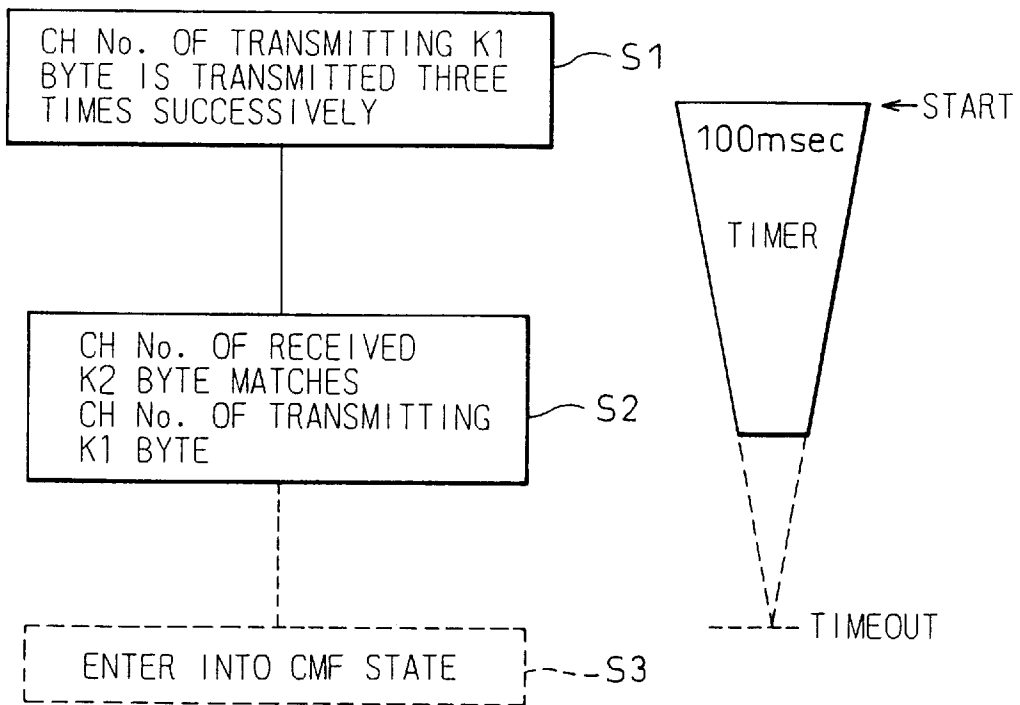 CH No. OF TRANSMITTING K1
BYTE IS TRANSMITTED THREE
TIMES SUCCESSIVELY
S1
START
100msec
TIMER
CH No. OF RECEIVED
K2 BYTE MATCHES
CH No. OF TRANSMITTING
K1 BYTE
S2
TIMEOUT
ENTER INTO CMF STATE
S3